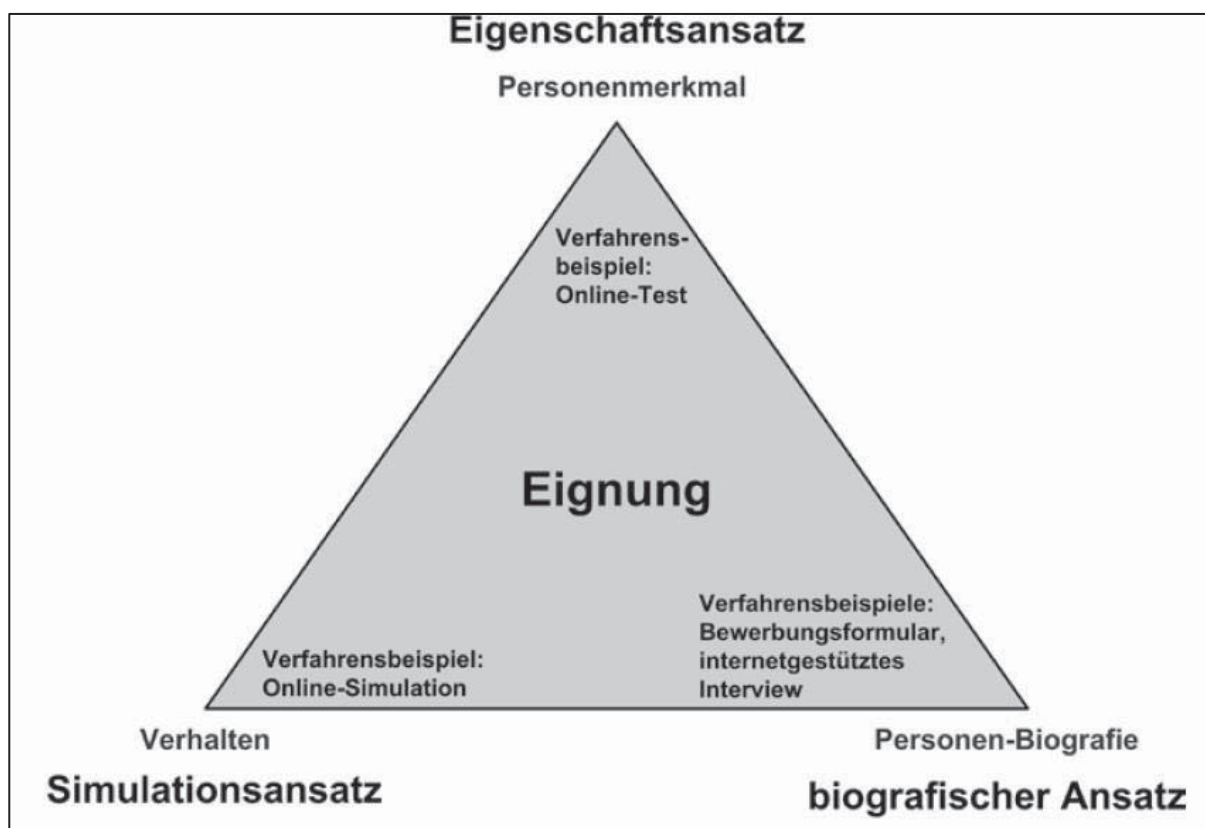 Eigenschaftsansatz
Personenmerkmal
Verfahrens-
beispiel:
Online-Test
Eignung
Verfahrensbeispiel:
Online-Simulation
Verfahrensbeispiele:
Bewerbungsformular,
internetgestütztes
Interview
Verhalten
Simulationsansatz
Personen-Biografie
biografischer Ansatz